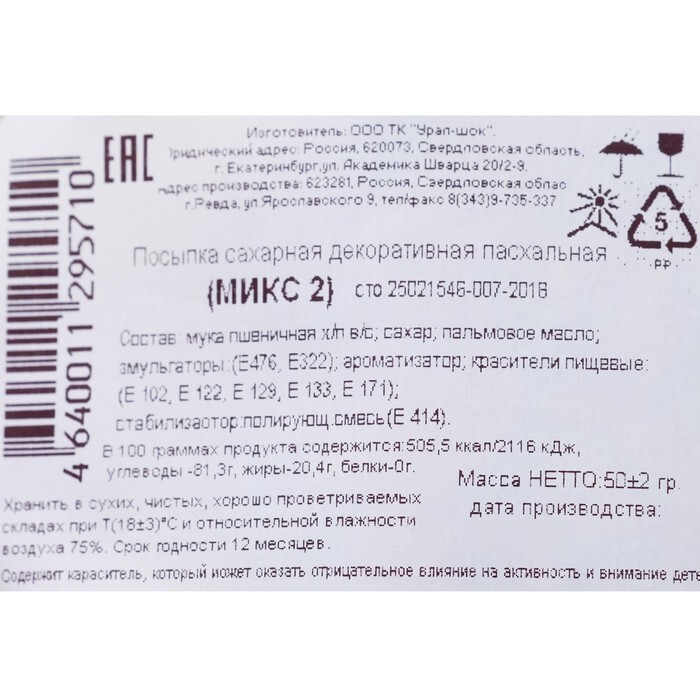 Изготовитель: ООО ТК "Урал-шок".
ридический адрес: Россия, 620073, Свердловская область,
г. Екатеринбург,ул. Академика Шварца 20/2-9.
дрес производства: 623281, Россия, Свердловская облас
г.Ревда, ул.Ярославского 9, тел/факс 8(343)9-735-337
EAC
5
PP
Посыпка сахарная декоративная пасхальная
(МИКС 2) сто 25021546-007-2018
Состав: мука пшеничная х/п в/с; сахар; пальмовое масло;
эмульгаторы:(Е476, Е322); ароматизатор; красители пищевые:
(Е 102, Е 122, Е 129, Е 133, Е 171);
стабилизаотор:полирующ.смесь(Е 414).
В 100 граммах продукта содержится:505,5 ккал/2116 кДж,
углеводы -81,3г, жиры-20,4г, белки-0г.
Масса НЕТТО:50±2 гр.
дата производства:
Хранить в сухих, чистых, хорошо проветриваемых
складах при Т(18±3)°С и относительной влажности
воздуха 75%. Срок годности 12 месяцев.
Содержит караситель, который может оказать отрицательное влияние на активность и внимание дете
4 640011 295710